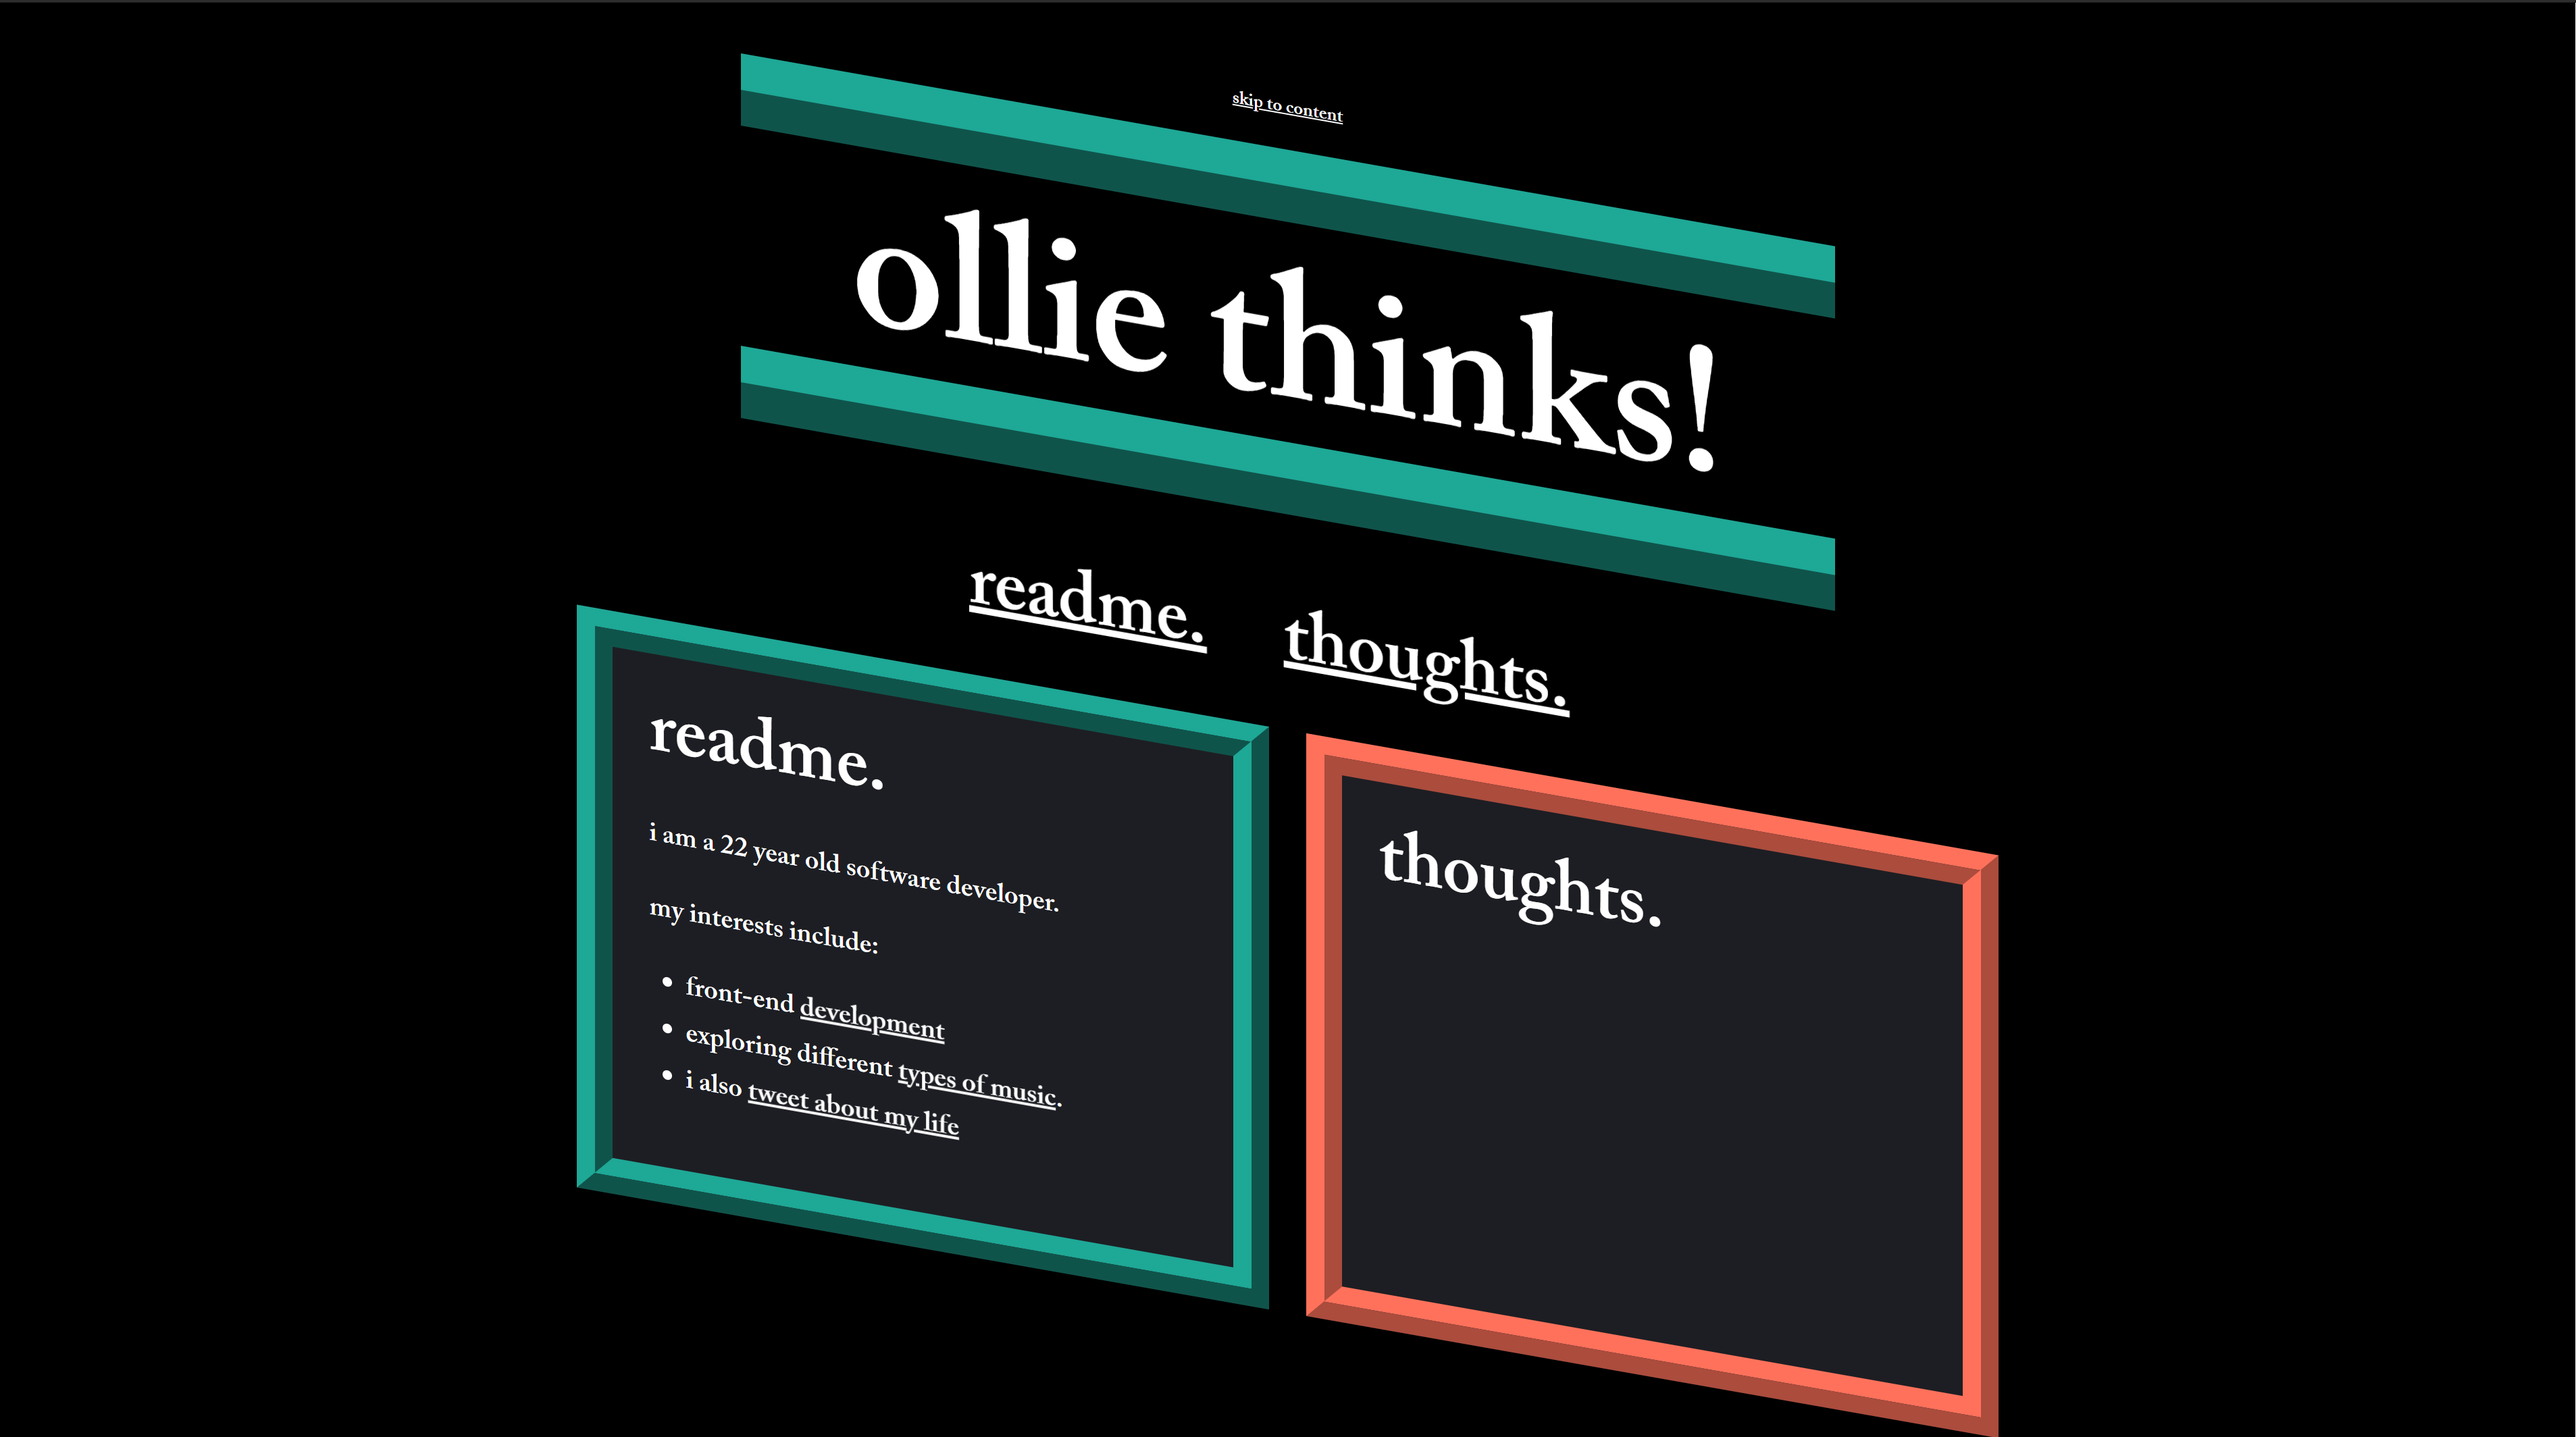 skip to content
ollie thinks!
readme. thoughts.
readme.
i am a 22 year old software developer.
my interests include:
• front-end development
• exploring different types of music.
• i also tweet about my life
thoughts.